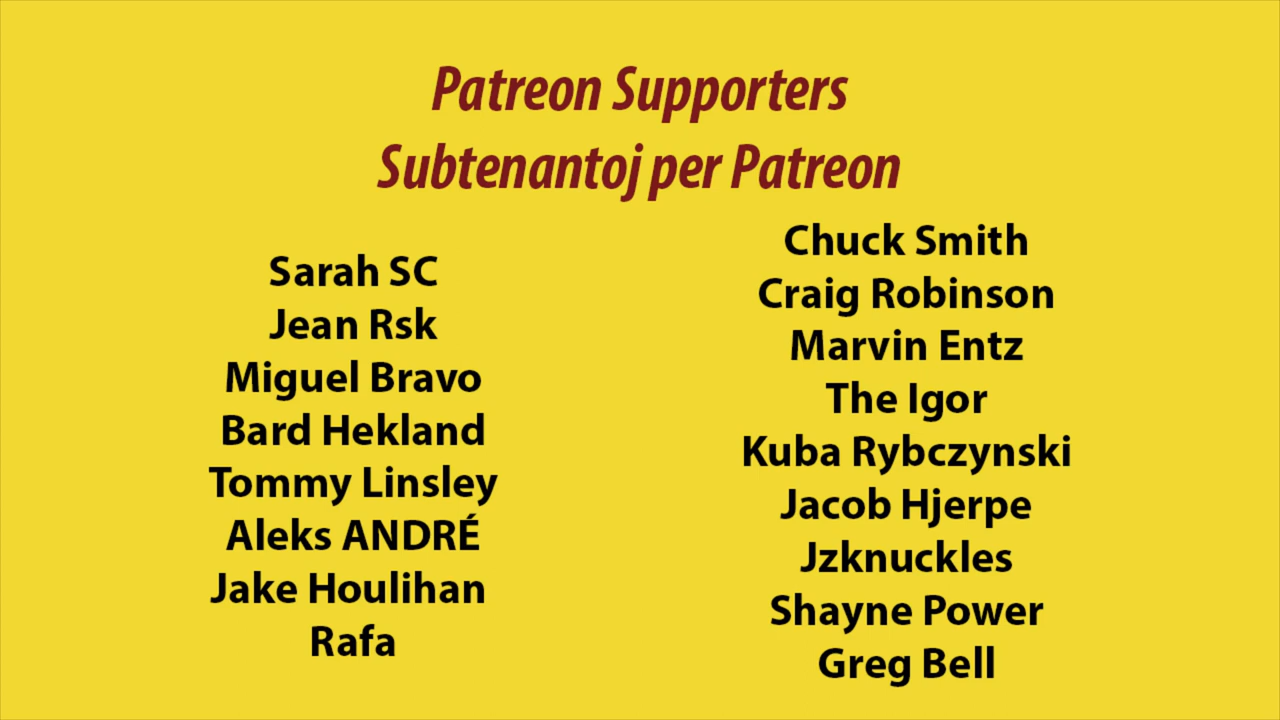 Patreon Supporters
Subtenantoj per Patreon
Sarah SC
Jean Rsk
Miguel Bravo
Bard Hekland
Tommy Linsley
Aleks ANDRÉ
Jake Houlihan
Rafa
Chuck Smith
Craig Robinson
Marvin Entz
The Igor
Kuba Rybczynski
Jacob Hjerpe
Jzknuckles
Shayne Power
Greg Bell